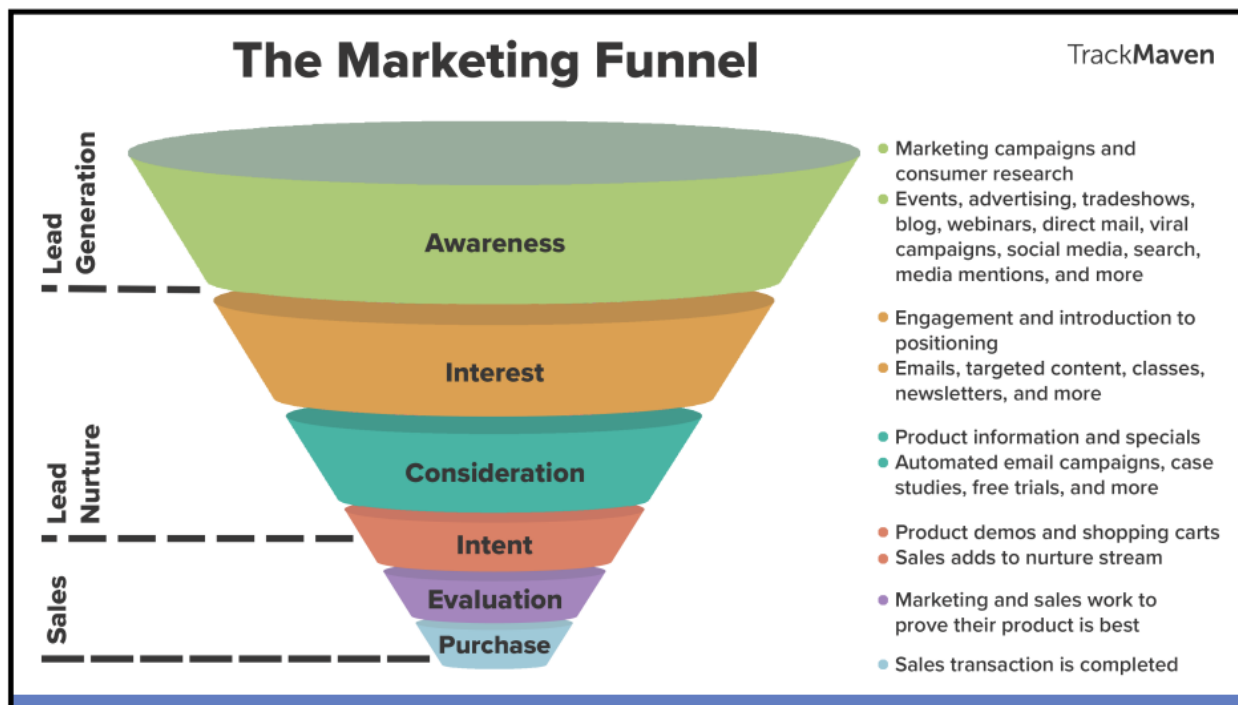 The Marketing Funnel
TrackMaven
Lead
Generation
Lead
Nurture
Sales
Awareness
Interest
Consideration
Intent
Evaluation
Purchase
Marketing campaigns and
consumer research
Events, advertising, tradeshows,
blog, webinars, direct mail, viral
campaigns, social media, search,
media mentions, and more
Engagement and introduction to
positioning
Emails, targeted content, classes,
newsletters, and more
Product information and specials
Automated email campaigns, case
studies, free trials, and more
Product demos and shopping carts
Sales adds to nurture stream
Marketing and sales work to
prove their product is best
Sales transaction is completed